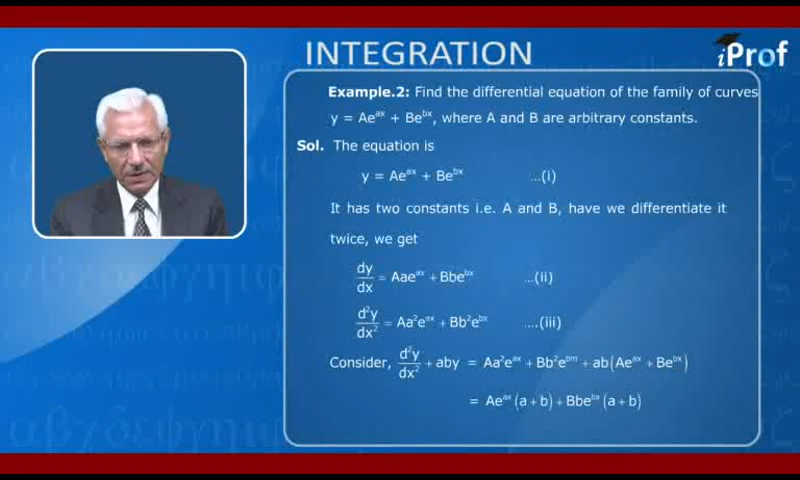 INTEGRATION
iProf
Example.2: Find the differential equation of the family of curves
y = Ae^ax + Be^bx, where A and B are arbitrary constants.
Sol. The equation is
y = Ae^ax + Be^bx ...(i)
It has two constants i.e. A and B, have we differentiate it
twice, we get
dy/dx = Aae^ax + Bbe^bx ...(ii)
d²y/dx² = Aa²e^ax + Bb²e^bx ....(iii)
Consider, d²y/dx² + aby = Aa²e^ax + Bb²e^bm + ab(Ae^ax + Be^bx)
= Ae^ax (a + b) + Bbe^bx (a + b)